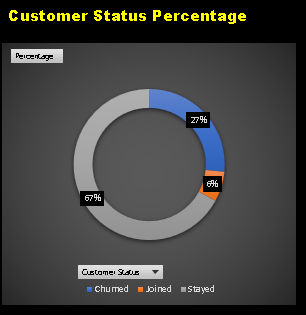 Customer Status Percentage
Percentage
27%
6%
67%
Customer Status
Churned Joined Stayed